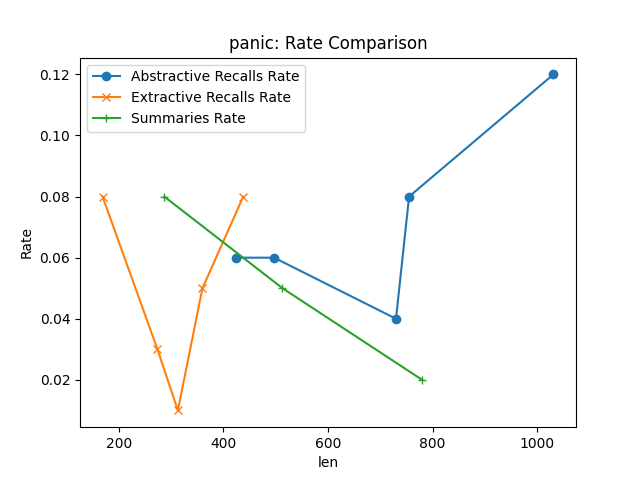 panic: Rate Comparison
Abstractive Recalls Rate
Extractive Recalls Rate
Summaries Rate
0.12
0.10
0.08
0.06
0.04
0.02
Rate
200 400 600 800 1000
len